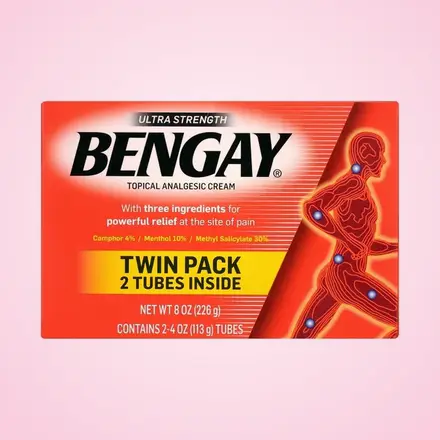 ULTRA STRENGTH
BENGAY®
TOPICAL ANALGESIC CREAM
With three ingredients for
powerful relief at the site of pain
Camphor 4% / Menthol 10% / Methyl Salicylate 30%
TWIN PACK
2 TUBES INSIDE
NET WT 8 OZ (226 g)
CONTAINS 2-4 OZ (113 g) TUBES